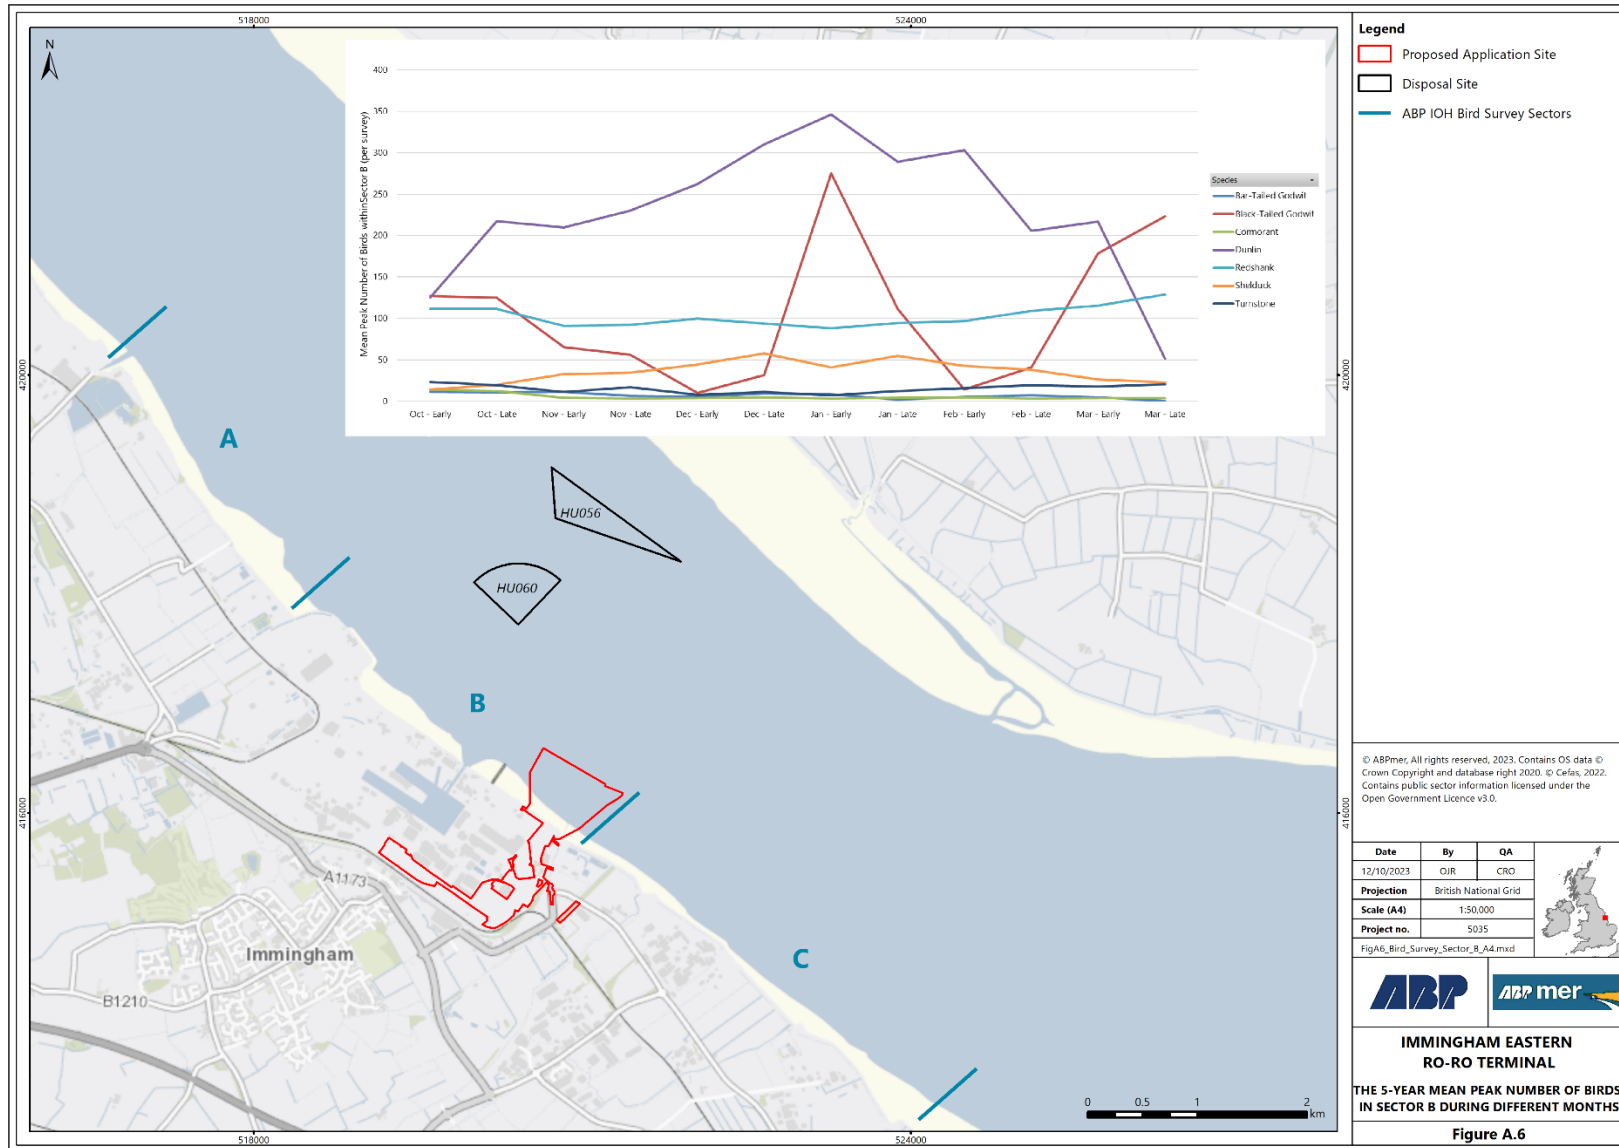 518000
524000
N
400
350
300
250
200
150
100
50
0
Mean Peak Number of Birds withinSector B (per survey)
Oct - Early
Oct - Late
Nov - Early
Nov - Late
Dec - Early
Dec - Late
Jan - Early
Jan - Late
Feb - Early
Feb - Late
Mar - Early
Mar - Late
Species
Bar-Tailed Godwit
Black-Tailed Godwit
Cormorant
Dunlin
Redshank
Shelduck
Turnstone
420000
420000
A
HU056
HU060
B
416000
416000
A1173
Immingham
B1210
C
0 0.5 1 2
km
518000
524000
Legend
Proposed Application Site
Disposal Site
ABP IOH Bird Survey Sectors
© ABPmer, All rights reserved, 2023. Contains OS data ©
Crown Copyright and database right 2020. © Cefas, 2022.
Contains public sector information licensed under the
Open Government Licence v3.0.
Date By QA
12/10/2023 OJR CRO
Projection British National Grid
Scale (A4) 1:50,000
Project no. 5035
FigA6_Bird_Survey_Sector_B_A4.mxd
ABP
ABP mer
IMMINGHAM EASTERN
RO-RO TERMINAL
THE 5-YEAR MEAN PEAK NUMBER OF BIRDS
IN SECTOR B DURING DIFFERENT MONTHS
Figure A.6